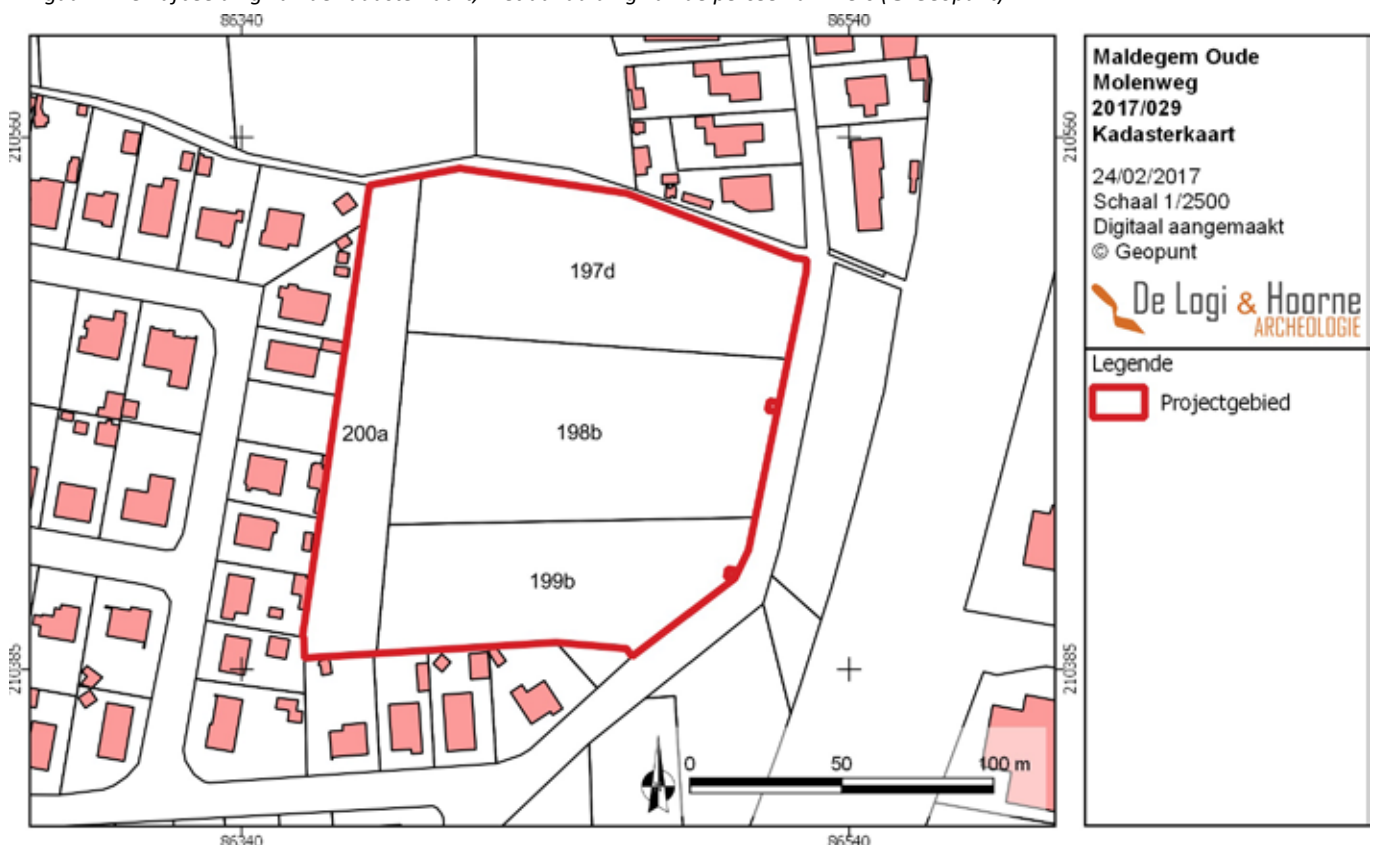 86340 86540
Maldegem Oude
Molenweg
2017/029
Kadasterkaart
24/02/2017
Schaal 1/2500
Digitaal aangemaakt
© Geopunt
De Logi & Hoorne
ARCHEOLOGIE
Legende
Projectgebied
210560 210560
197d
200a
198b
199b
210385 210385
0 50 100 m
86340 86540